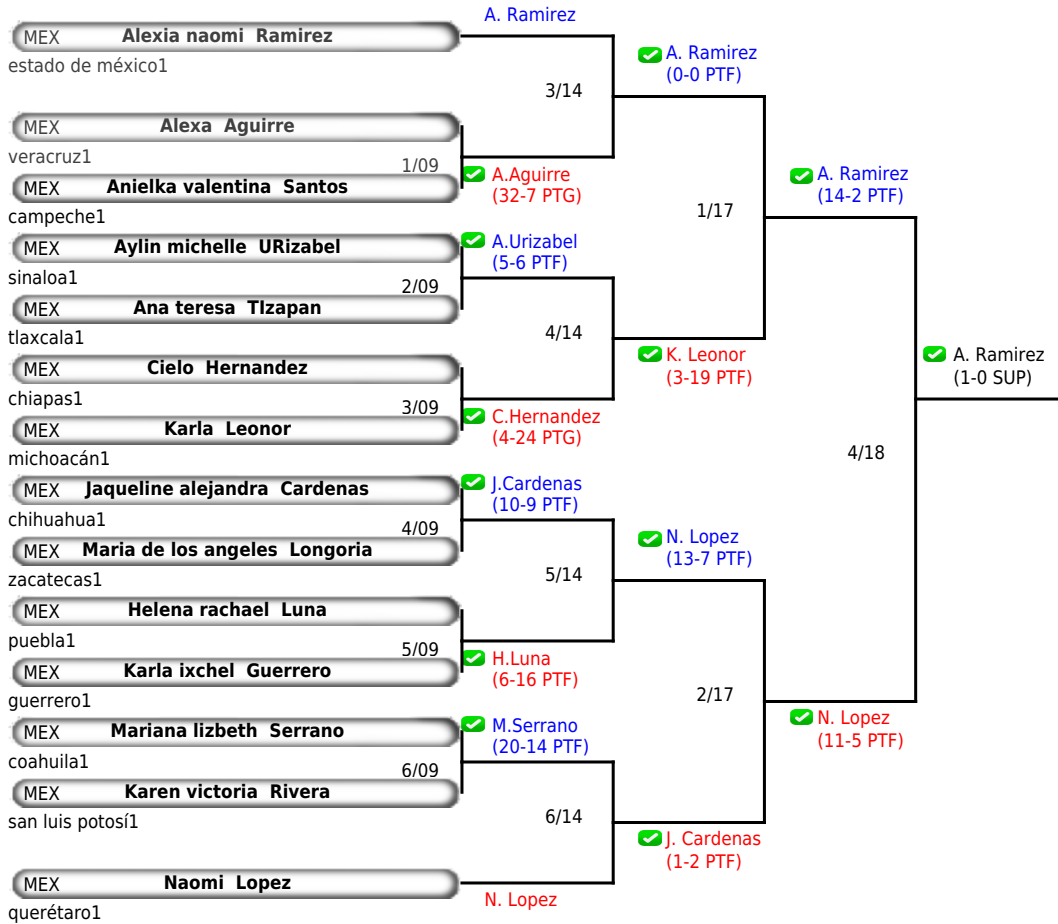 A. Ramirez
MEX Alexia naomi Ramirez
estado de méxico1
A. Ramirez
(0-0 PTF)
3/14
MEX Alexa Aguirre
veracruz1
1/09
A.Aguirre
(32-7 PTG)
MEX Anielka valentina Santos
campeche1
A. Ramirez
(14-2 PTF)
1/17
MEX Aylin michelle URizabel
sinaloa1
A.Urizabel
(5-6 PTF)
2/09
MEX Ana teresa TIzapan
tlaxcala1
4/14
K. Leonor
(3-19 PTF)
A. Ramirez
(1-0 SUP)
MEX Cielo Hernandez
chiapas1
3/09
C.Hernandez
(4-24 PTG)
MEX Karla Leonor
michoacán1
4/18
MEX Jaqueline alejandra Cardenas
chihuahua1
J.Cardenas
(10-9 PTF)
4/09
MEX Maria de los angeles Longoria
zacatecas1
N. Lopez
(13-7 PTF)
5/14
MEX Helena rachael Luna
puebla1
5/09
H.Luna
(6-16 PTF)
MEX Karla ixchel Guerrero
guerrero1
2/17
N. Lopez
(11-5 PTF)
MEX Mariana lizbeth Serrano
coahuila1
M.Serrano
(20-14 PTF)
6/09
MEX Karen victoria Rivera
san luis potosí1
6/14
J. Cardenas
(1-2 PTF)
MEX Naomi Lopez
querétaro1
N. Lopez